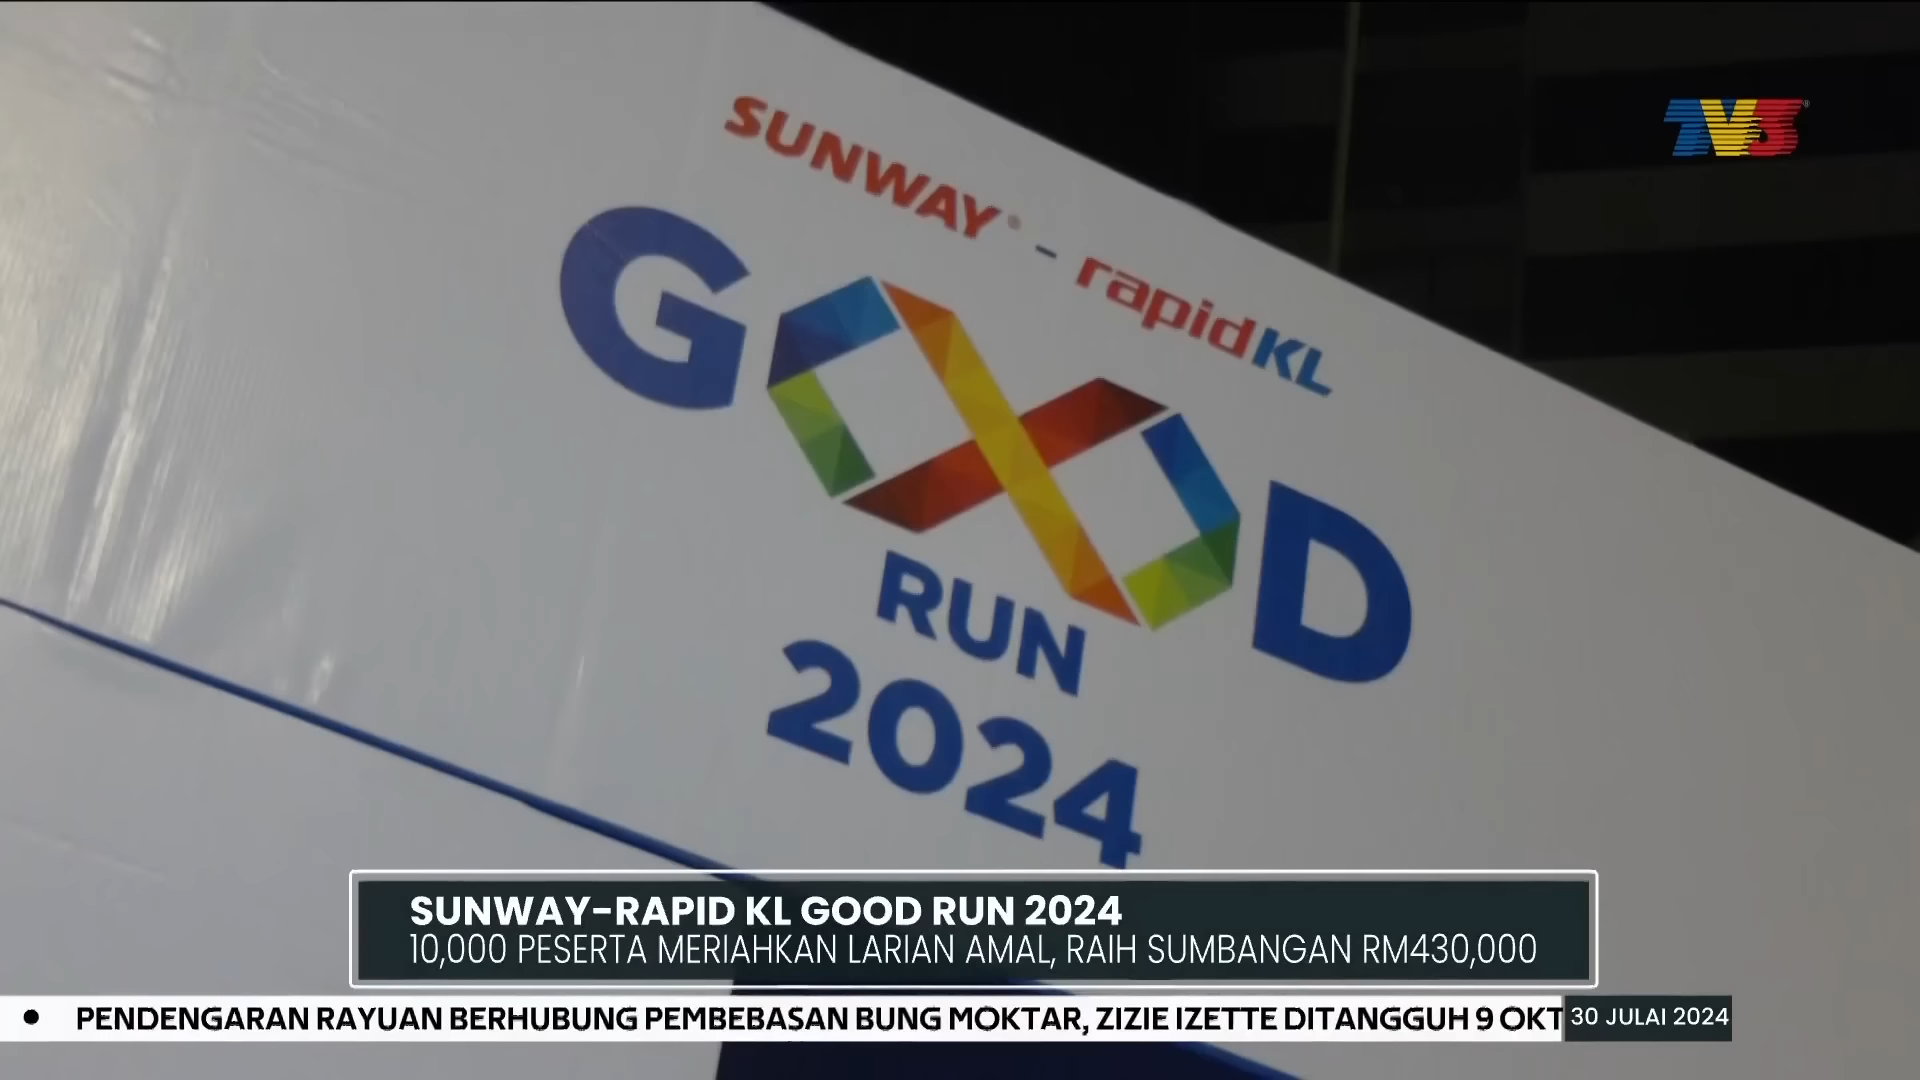 TV3
SUNWAY - rapidKL
GOOD
RUN
2024
SUNWAY-RAPID KL GOOD RUN 2024
10,000 PESERTA MERIAHKAN LARIAN AMAL, RAIH SUMBANGAN RM430,000
• PENDENGARAN RAYUAN BERHUBUNG PEMBEBASAN BUNG MOKTAR, ZIZIE IZETTE DITANGGUH 9 OKT
30 JULAI 2024